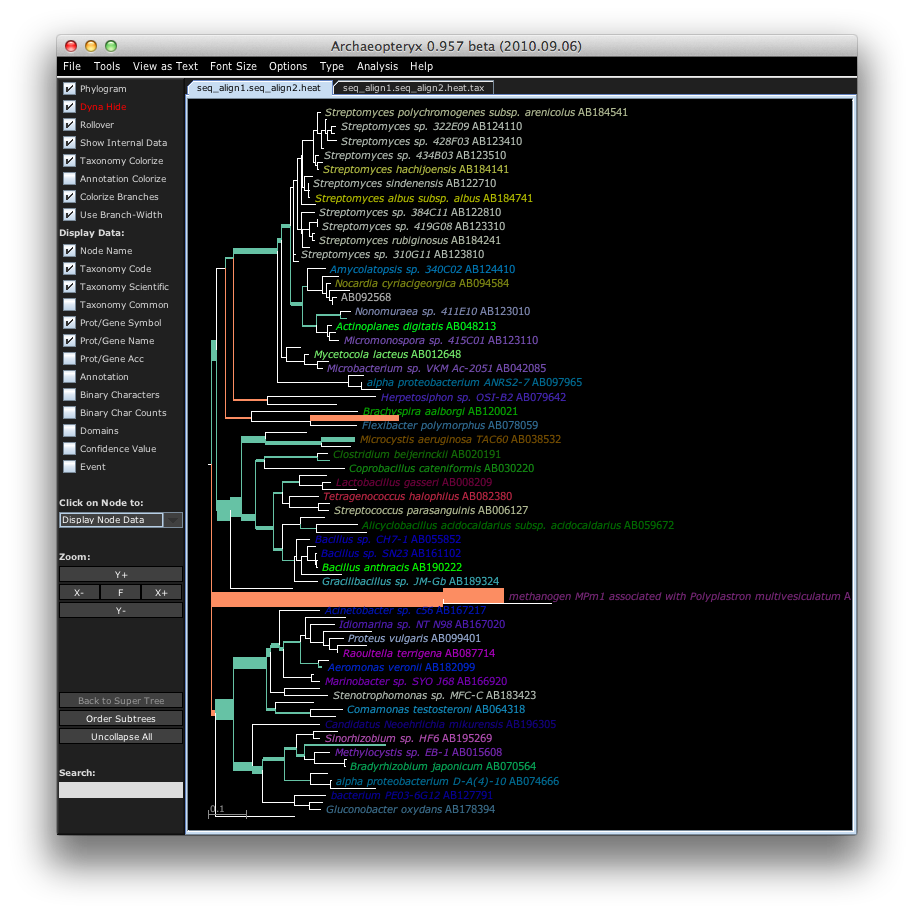 Archaeopteryx 0.957 beta (2010.09.06)
File Tools View as Text Font Size Options Type Analysis Help
Phylogram
Dyna Hide
Rollover
Show Internal Data
Taxonomy Colorize
Annotation Colorize
Colorize Branches
Use Branch-Width
Display Data:
Node Name
Taxonomy Code
Taxonomy Scientific
Taxonomy Common
Prot/Gene Symbol
Prot/Gene Name
Prot/Gene Acc
Annotation
Binary Characters
Binary Char Counts
Domains
Confidence Value
Event
Click on Node to:
Display Node Data
Zoom:
Y+
X- F X+
Y-
Back to Super Tree
Order Subtrees
Uncollapse All
Search:
seq_align1.seq_align2.heat seq_align1.seq_align2.heat.tax
Streptomyces polychromogenes subsp. arenicolus AB184541
Streptomyces sp. 322E09 AB124110
Streptomyces sp. 428F03 AB123410
Streptomyces sp. 434B03 AB123510
Streptomyces hachijoensis AB184141
Streptomyces sindenensis AB122710
Streptomyces albus subsp. albus AB184741
Streptomyces sp. 384C11 AB122810
Streptomyces sp. 419G08 AB123310
Streptomyces rubiginosus AB184241
Streptomyces sp. 310G11 AB123810
Amycolatopsis sp. 340C02 AB124410
Nocardia cyriacigeorgica AB094584
AB092568
Nonomuraea sp. 411E10 AB123010
Actinoplanes digitatis AB048213
Micromonospora sp. 415C01 AB123110
Mycetocola lacteus AB012648
Microbacterium sp. VKM Ac-2051 AB042085
alpha proteobacterium ANRS2-7 AB097965
Herpetosiphon sp. OSI-B2 AB079642
Brachyspira aalborgi AB120021
Flexibacter polymorphus AB078059
Microcystis aeruginosa TAC60 AB038532
Clostridium beijerinckii AB020191
Coprobacillus cateniformis AB030220
Lactobacillus gasseri AB008209
Tetragenococcus halophilus AB082380
Streptococcus parasanguinis AB006127
Alicyclobacillus acidocaldarius subsp. acidocaldarius AB059672
Bacillus sp. CH7-1 AB055852
Bacillus sp. SN23 AB161102
Bacillus anthracis AB190222
Gracilibacillus sp. JM-Gb AB189324
methanogen MPm1 associated with Polyplastron multivesiculatum A
Acinetobacter sp. c56 AB167217
Idiomarina sp. NT N98 AB167020
Proteus vulgaris AB099401
Raoultella terrigena AB087714
Aeromonas veronii AB182099
Marinobacter sp. SYO J68 AB166920
Stenotrophomonas sp. MFC-C AB183423
Comamonas testosteroni AB064318
Candidatus Neoehrlichia mikurensis AB196305
Sinorhizobium sp. HF6 AB195269
Methylocystis sp. EB-1 AB015608
Bradyrhizobium japonicum AB070564
alpha proteobacterium D-A(4)-10 AB074666
bacterium PE03-6G12 AB127791
Gluconobacter oxydans AB178394
0.1